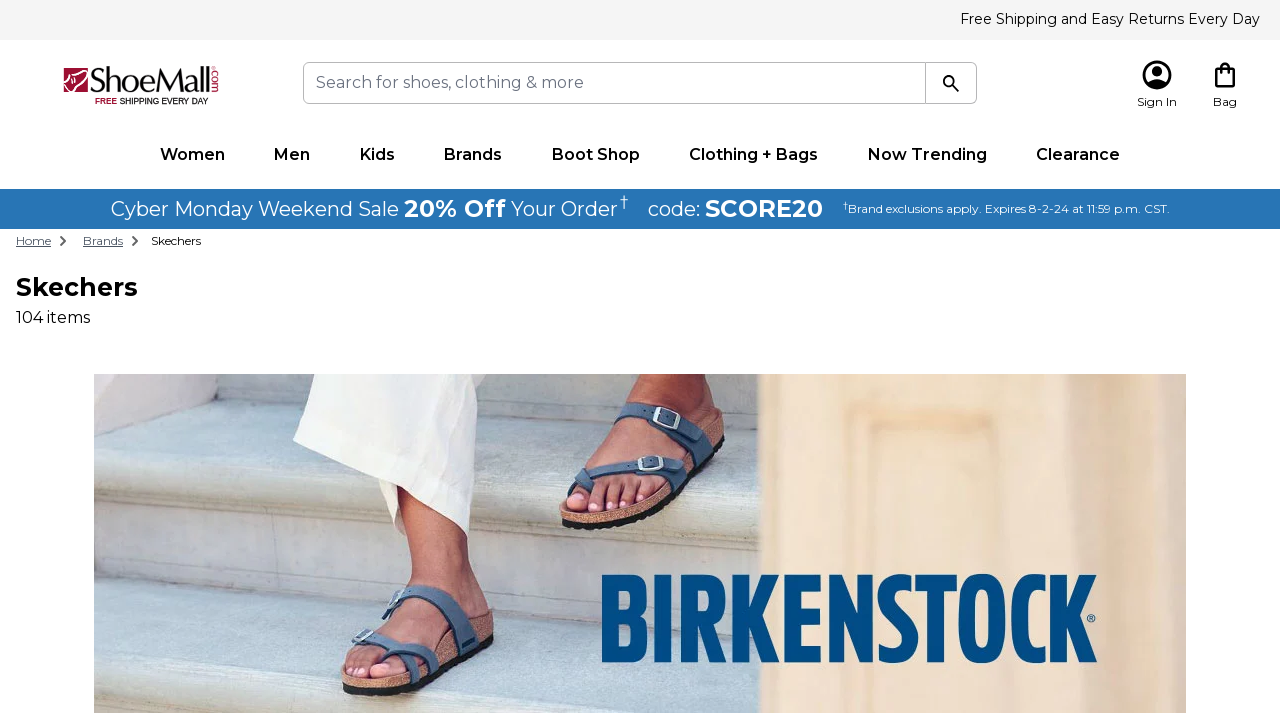 Free Shipping and Easy Returns Every Day
ShoeMall.com®
FREE SHIPPING EVERY DAY
Search for shoes, clothing & more
Sign In
Bag
Women Men Kids Brands Boot Shop Clothing + Bags Now Trending Clearance
Cyber Monday Weekend Sale 20% Off Your Order† code: SCORE20 †Brand exclusions apply. Expires 8-2-24 at 11:59 p.m. CST.
Home Brands Skechers
Skechers
104 items
BIRKENSTOCK®